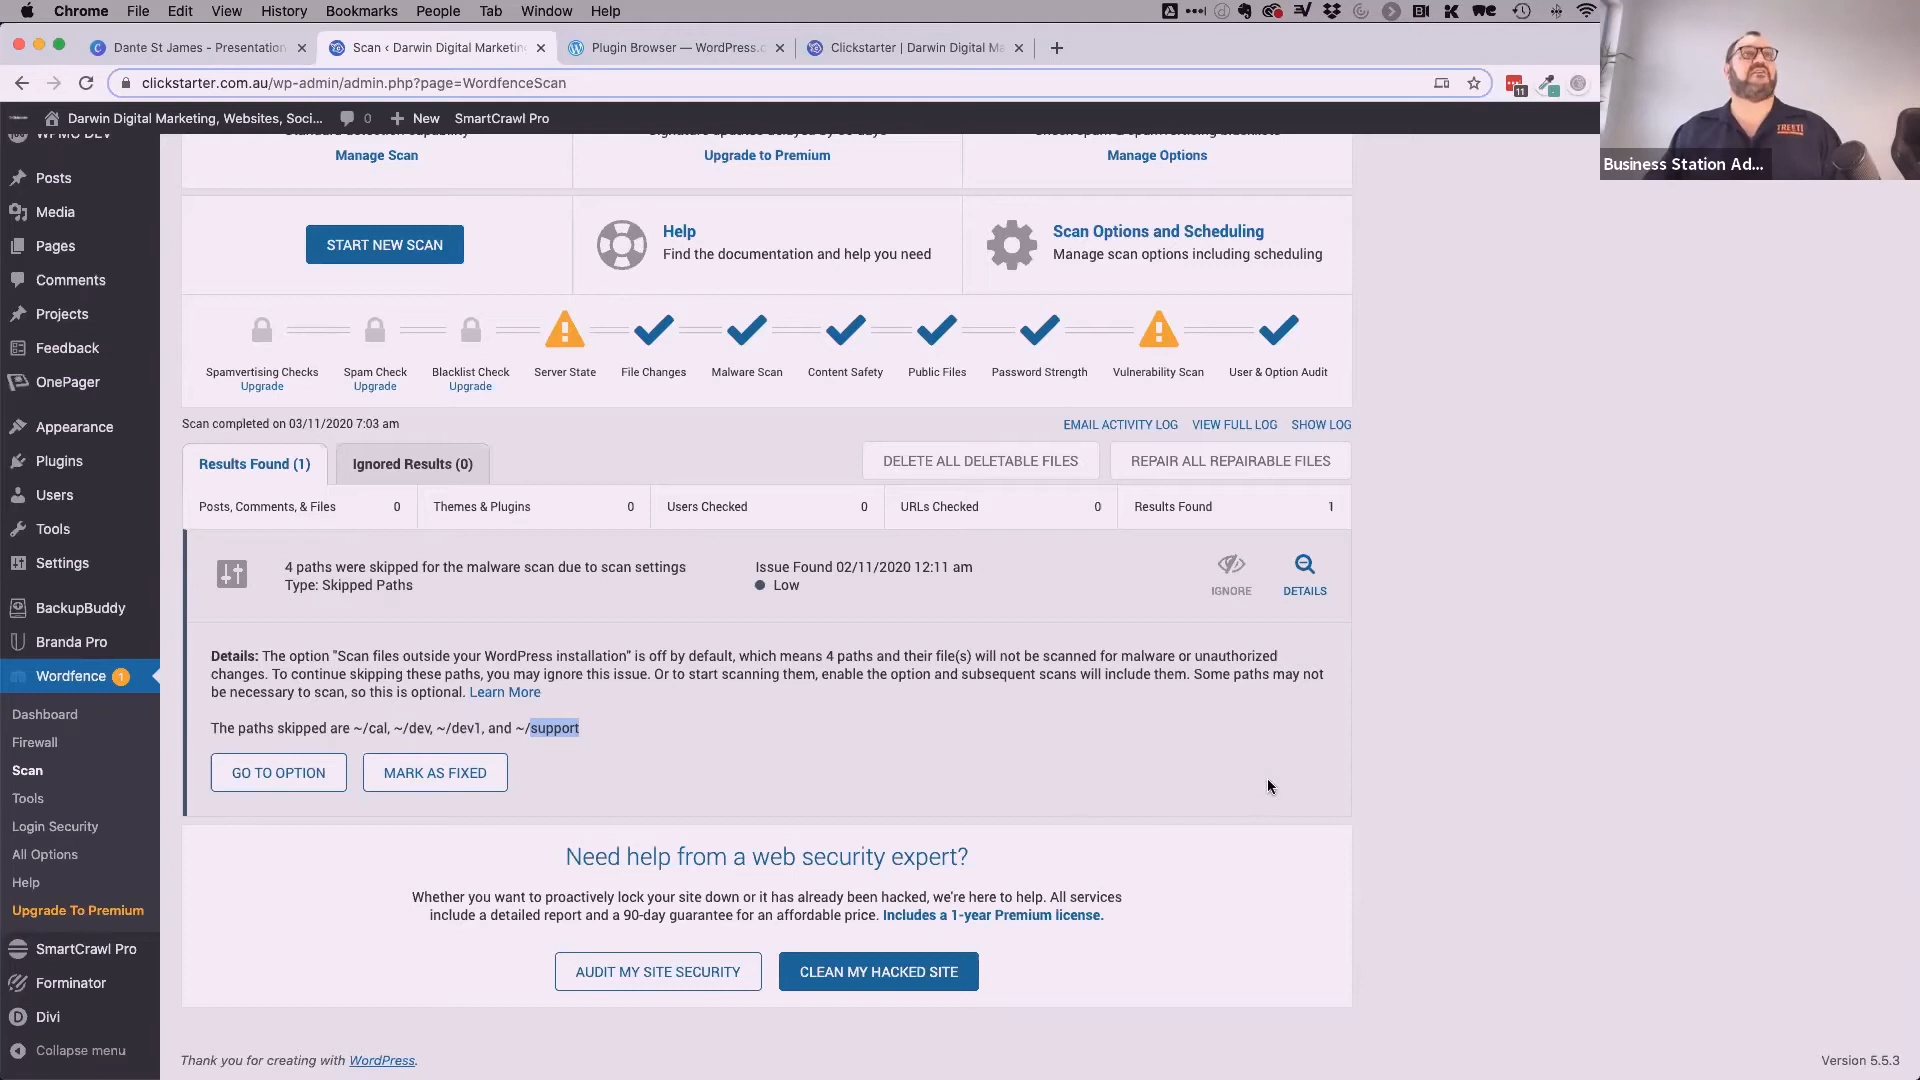 Chrome File Edit View History Bookmarks People Tab Window Help
Dante St James - Presentation
Scan ‹ Darwin Digital Marketin
Plugin Browser — WordPress.c
Clickstarter | Darwin Digital Ma
clickstarter.com.au/wp-admin/admin.php?page=WordfenceScan
11
Darwin Digital Marketing, Websites, Soci... 0 New SmartCrawl Pro
Business Station Ad...
Manage Scan
Upgrade to Premium
Manage Options
Posts
Media
Pages
Comments
Projects
Feedback
OnePager
Appearance
Plugins
Users
Tools
Settings
BackupBuddy
Branda Pro
Wordfence 1
Dashboard
Firewall
Scan
Tools
Login Security
All Options
Help
Upgrade To Premium
SmartCrawl Pro
Forminator
Divi
Collapse menu
START NEW SCAN
Help
Find the documentation and help you need
Scan Options and Scheduling
Manage scan options including scheduling
Spamvertising Checks
Upgrade
Spam Check
Upgrade
Blacklist Check
Upgrade
Server State
File Changes
Malware Scan
Content Safety
Public Files
Password Strength
Vulnerability Scan
User & Option Audit
Scan completed on 03/11/2020 7:03 am
EMAIL ACTIVITY LOG VIEW FULL LOG SHOW LOG
Results Found (1)
Ignored Results (0)
DELETE ALL DELETABLE FILES
REPAIR ALL REPAIRABLE FILES
Posts, Comments, & Files 0
Themes & Plugins 0
Users Checked 0
URLs Checked 0
Results Found 1
4 paths were skipped for the malware scan due to scan settings
Type: Skipped Paths
Issue Found 02/11/2020 12:11 am
Low
IGNORE
DETAILS
Details: The option "Scan files outside your WordPress installation" is off by default, which means 4 paths and their file(s) will not be scanned for malware or unauthorized
changes. To continue skipping these paths, you may ignore this issue. Or to start scanning them, enable the option and subsequent scans will include them. Some paths may not
be necessary to scan, so this is optional. Learn More
The paths skipped are ~/cal, ~/dev, ~/dev1, and ~/support
GO TO OPTION
MARK AS FIXED
Need help from a web security expert?
Whether you want to proactively lock your site down or it has already been hacked, we're here to help. All services
include a detailed report and a 90-day guarantee for an affordable price. Includes a 1-year Premium license.
AUDIT MY SITE SECURITY
CLEAN MY HACKED SITE
Thank you for creating with WordPress.
Version 5.5.3